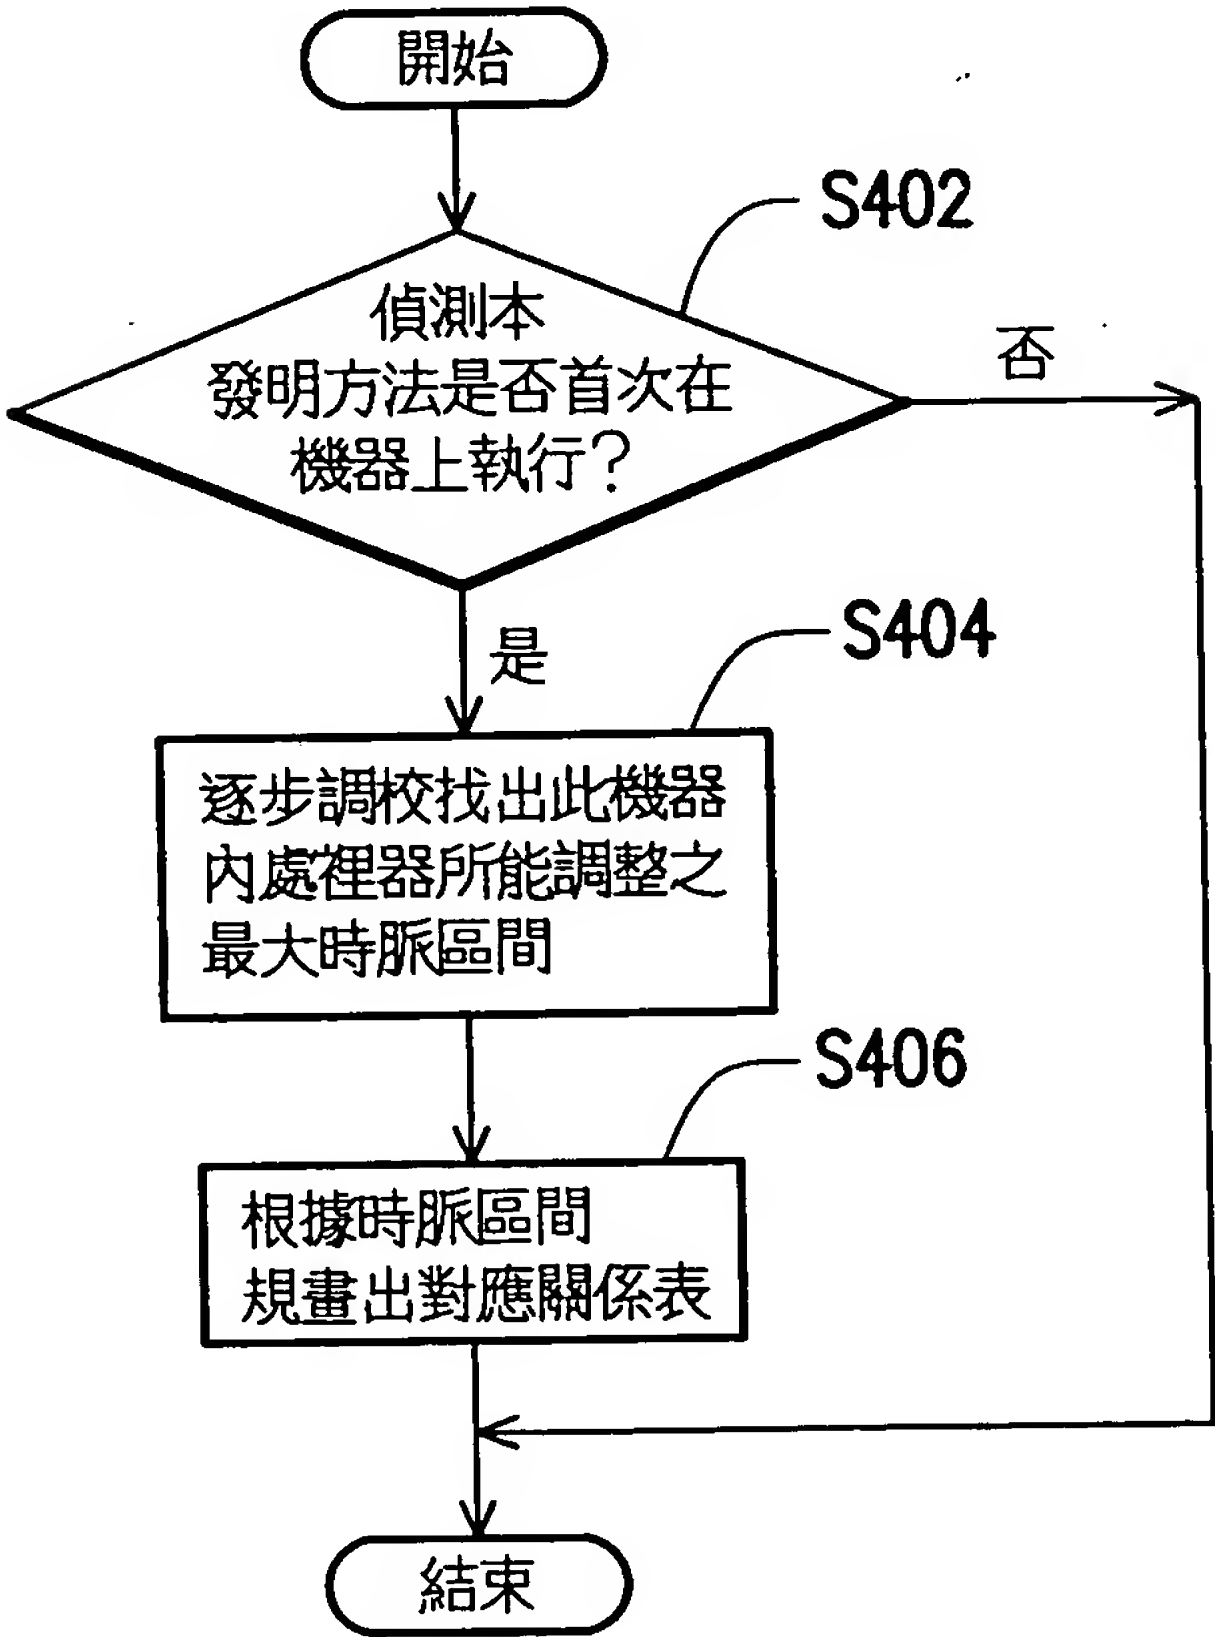 開始
S402
偵測本
發明方法是否首次在
機器上執行？
否
是
S404
逐步調校找出此機器
內處裡器所能調整之
最大時脈區間
S406
根據時脈區間
規畫出對應關係表
結束